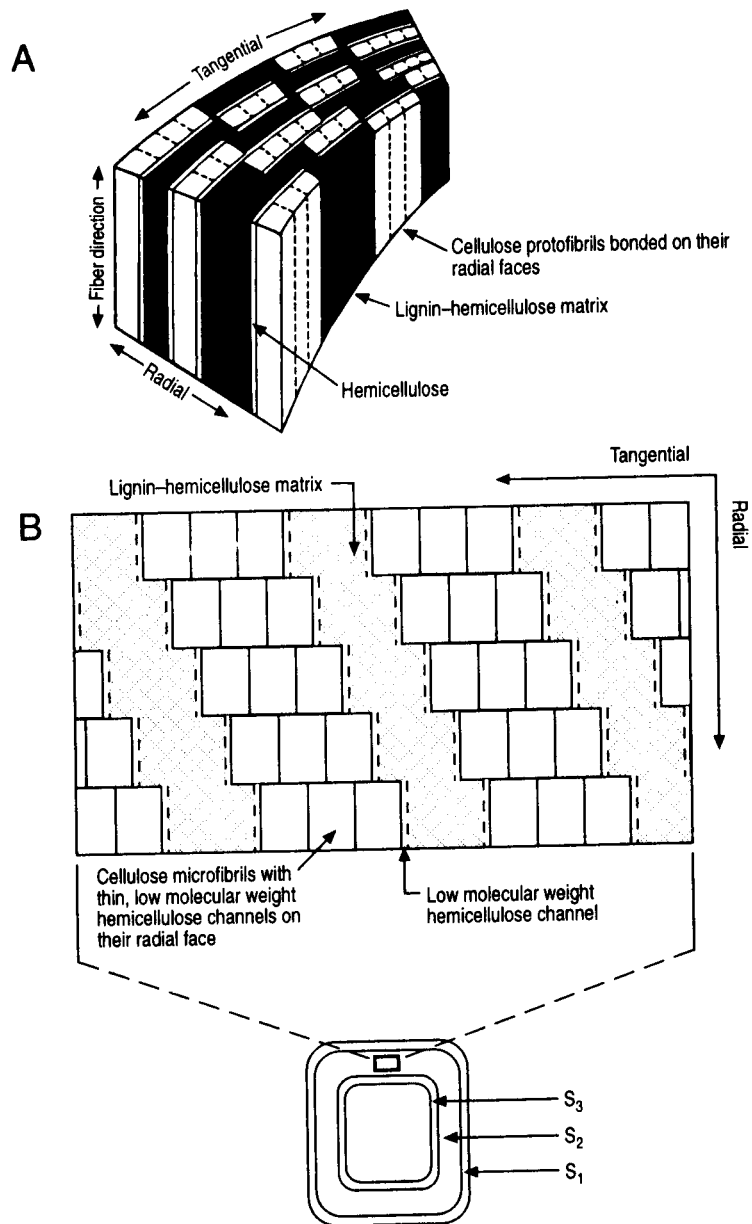 A
Tangential
Fiber direction
Radial
Cellulose protofibrils bonded on their
radial faces
Lignin–hemicellulose matrix
Hemicellulose
B
Lignin–hemicellulose matrix
Tangential
Radial
Cellulose microfibrils with
thin, low molecular weight
hemicellulose channels on
their radial face
Low molecular weight
hemicellulose channel
S₃
S₂
S₁